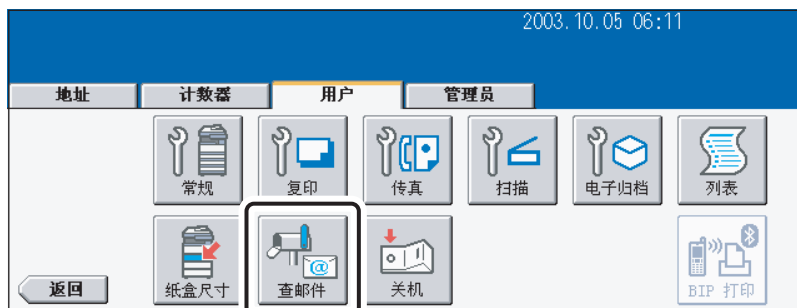 2003.10.05 06:11
地址 计数器 用户 管理员
常规 复印 传真 扫描 电子归档 列表
@
返回 纸盒尺寸 查邮件 关机 BIP 打印